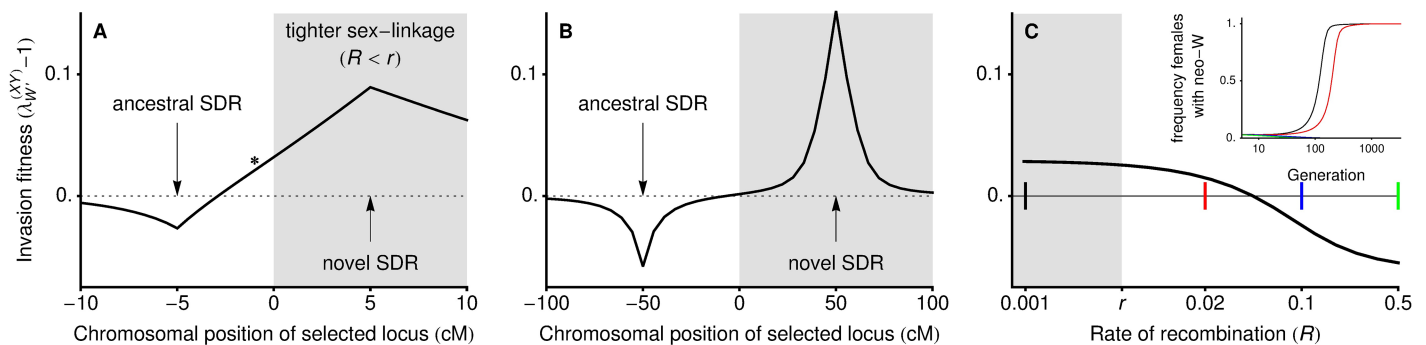 A
tighter sex−linkage
(R < r)
ancestral SDR
*
novel SDR
Invasion fitness (λ_W′^(XY) −1)
0.1
0.
−10
−5
0
5
10
Chromosomal position of selected locus (cM)
B
ancestral SDR
novel SDR
0.1
0.
−100
−50
0
50
100
Chromosomal position of selected locus (cM)
C
frequency females
with neo−W
1.
0.5
0.
10
100
1000
Generation
0.1
0.
0.001
r
0.02
0.1
0.5
Rate of recombination (R)